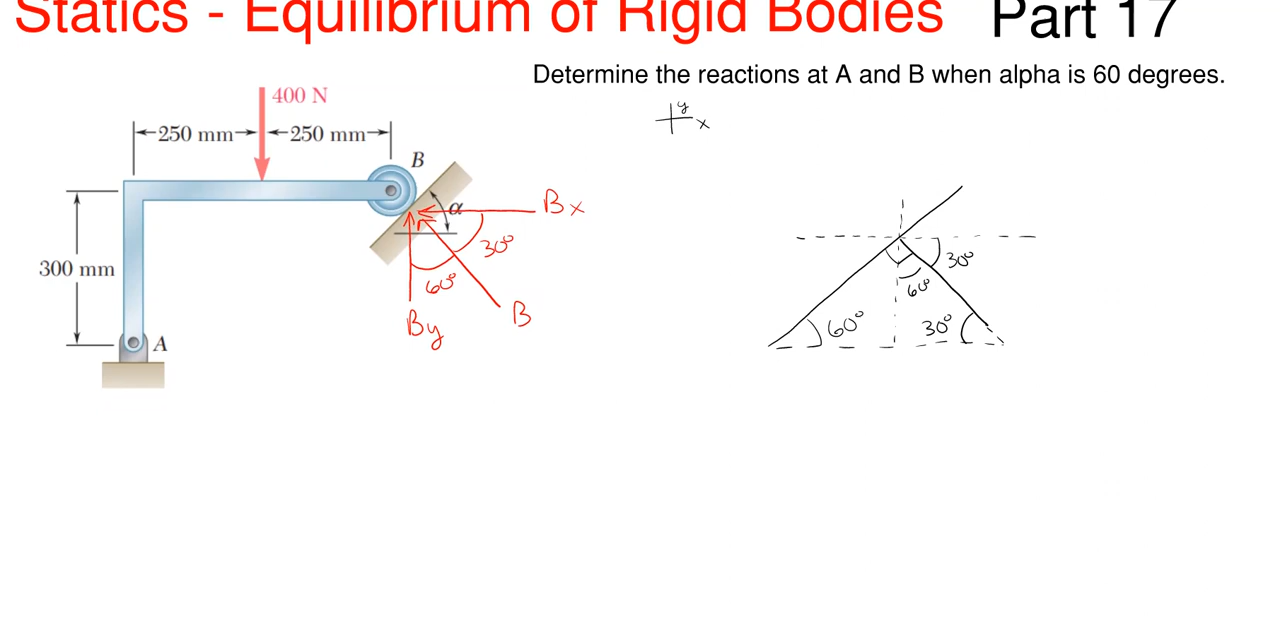 Statics - Equilibrium of Rigid Bodies Part 17
Determine the reactions at A and B when alpha is 60 degrees.
400 N
y
x
250 mm
250 mm
B
α
Bx
30°
300 mm
60°
B
By
A
30°
60°
60°
30°